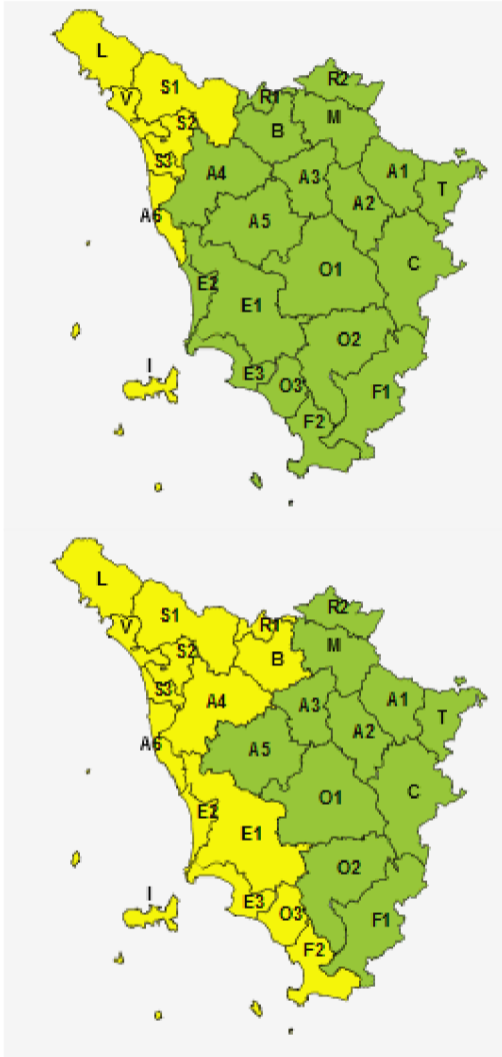 L
R2
S1
R1
V
M
S2
B
S3
A4
A3
A1
T
A2
A6
A5
C
O1
E2
E1
O2
I
E3
O3
F1
F2
L
R2
S1
R1
V
M
S2
B
S3
A4
A3
A1
T
A2
A6
A5
C
O1
E2
E1
O2
I
E3
O3
F1
F2